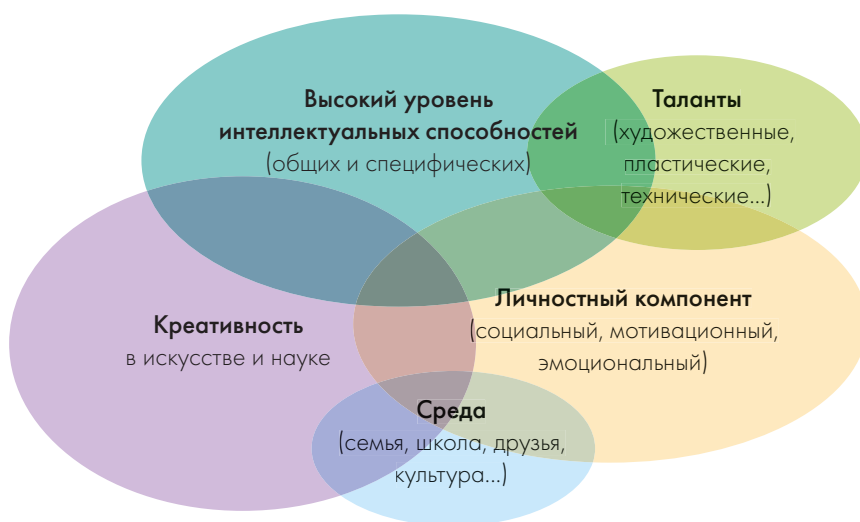 Высокий уровень
интеллектуальных способностей
(общих и специфических)
Таланты
(художественные,
пластические,
технические...)
Креативность
в искусстве и науке
Личностный компонент
(социальный, мотивационный,
эмоциональный)
Среда
(семья, школа, друзья,
культура...)